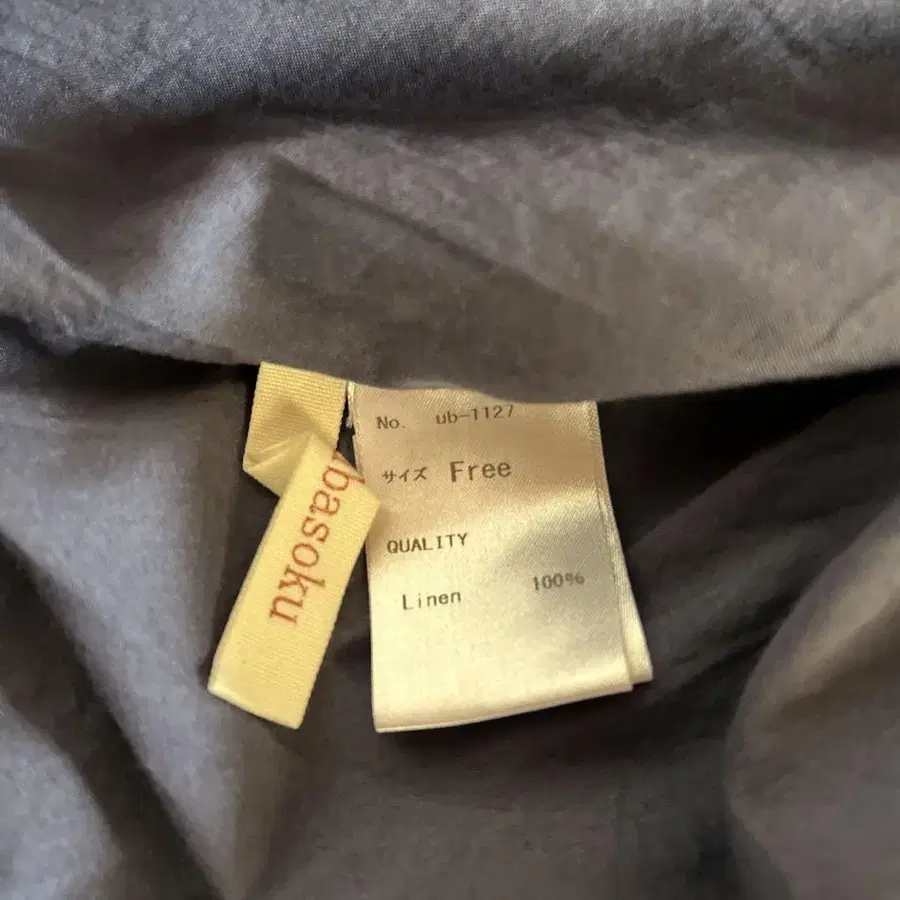 No. ub-1127
サイズ Free
QUALITY
Linen 100%
basoku